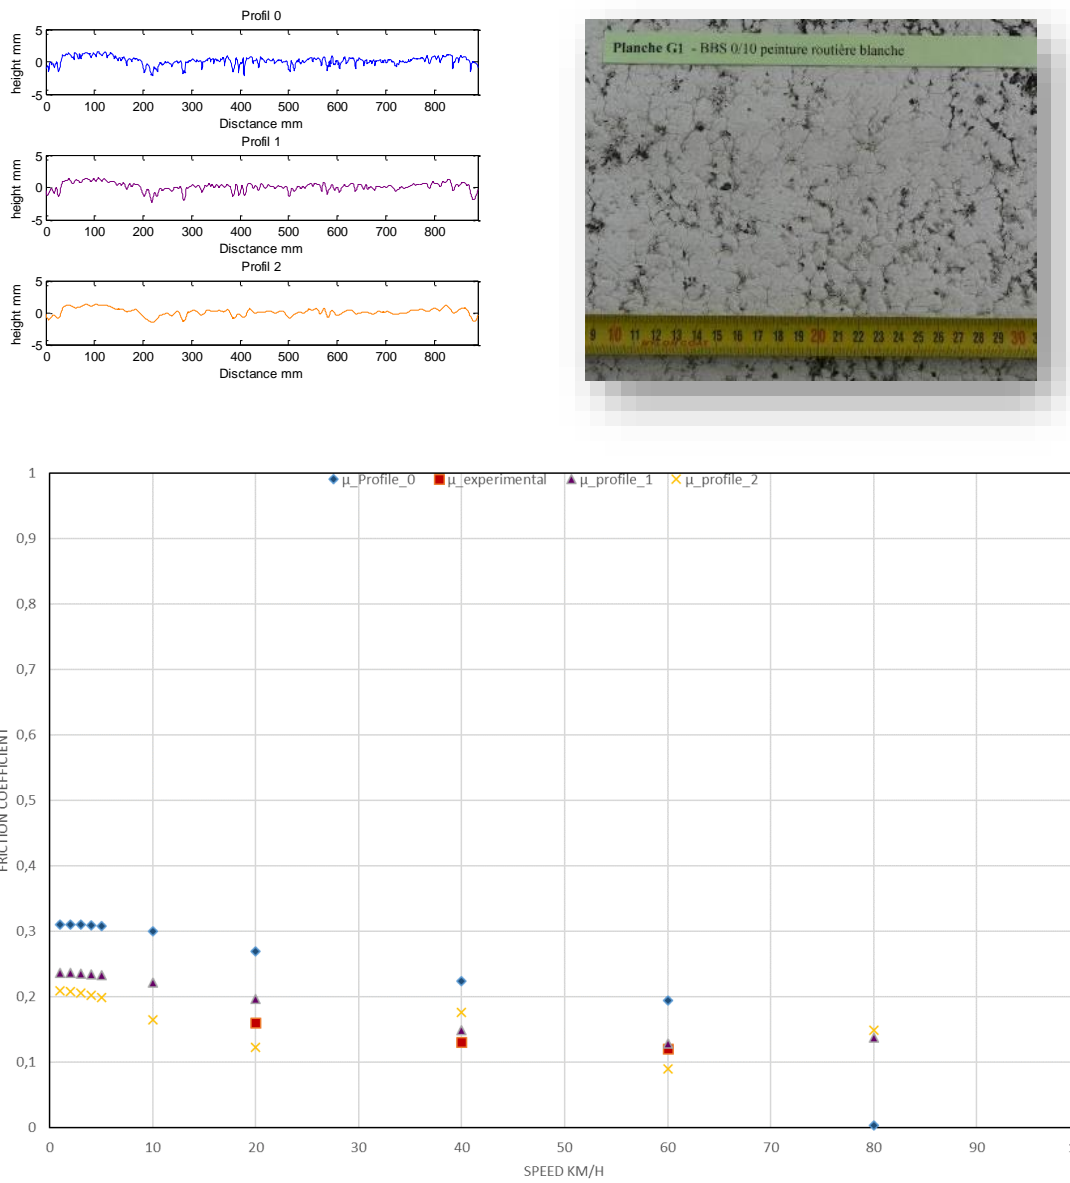 Profil 0
height mm
5
0
-5
0 100 200 300 400 500 600 700 800
Disctance mm
Profil 1
height mm
5
0
-5
0 100 200 300 400 500 600 700 800
Disctance mm
Profil 2
height mm
5
0
-5
0 100 200 300 400 500 600 700 800
Disctance mm
Planche G1 - BBS 0/10 peinture routière blanche
9 10 11 12 13 14 15 16 17 18 19 20 21 22 23 24 25 26 27 28 29 30
μ_Profile_0 μ_experimental μ_profile_1 μ_profile_2
1
0,9
0,8
0,7
0,6
0,5
0,4
0,3
0,2
0,1
0
FRICTION COEFFICIENT
0 10 20 30 40 50 60 70 80 90
SPEED KM/H